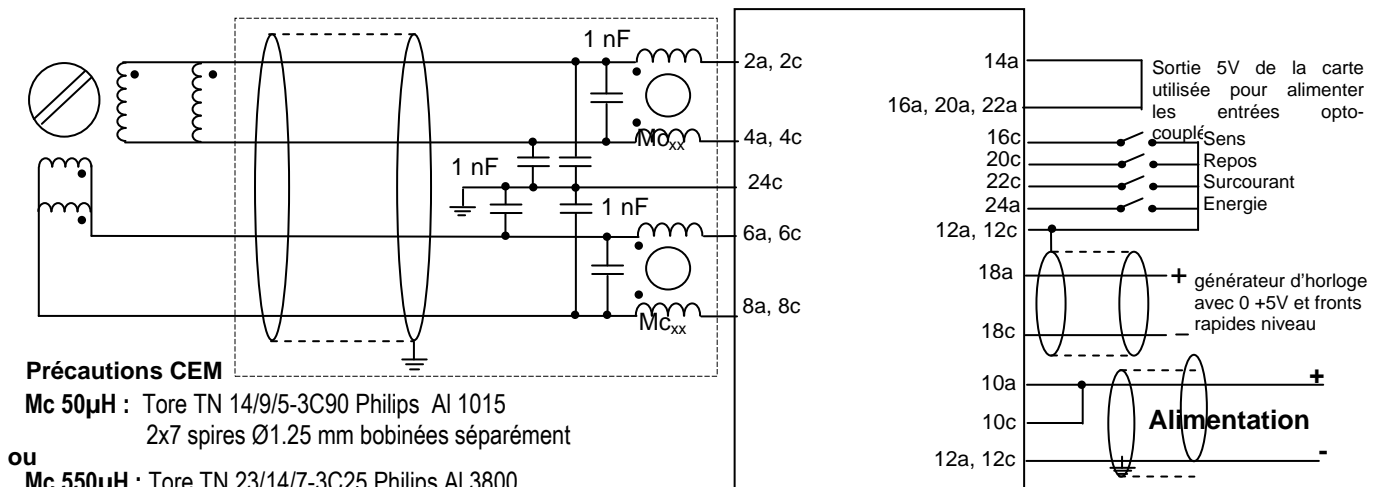 1 nF
2a, 2c
Mc_xx
4a, 4c
1 nF
24c
1 nF
6a, 6c
Mc_xx
8a, 8c
14a
16a, 20a, 22a
Sortie 5V de la carte
utilisée pour alimenter
les entrées opto-
couplé
16c
Sens
20c
Repos
22c
Surcourant
24a
Energie
12a, 12c
18a
+
générateur d'horloge
avec 0 +5V et fronts
rapides niveau
18c
–
10a
+
10c
Alimentation
12a, 12c
-
Précautions CEM
Mc 50µH : Tore TN 14/9/5-3C90 Philips Al 1015
2x7 spires Ø1.25 mm bobinées séparément
ou
Mc 550µH : Tore TN 23/14/7-3C25 Philips Al 3800